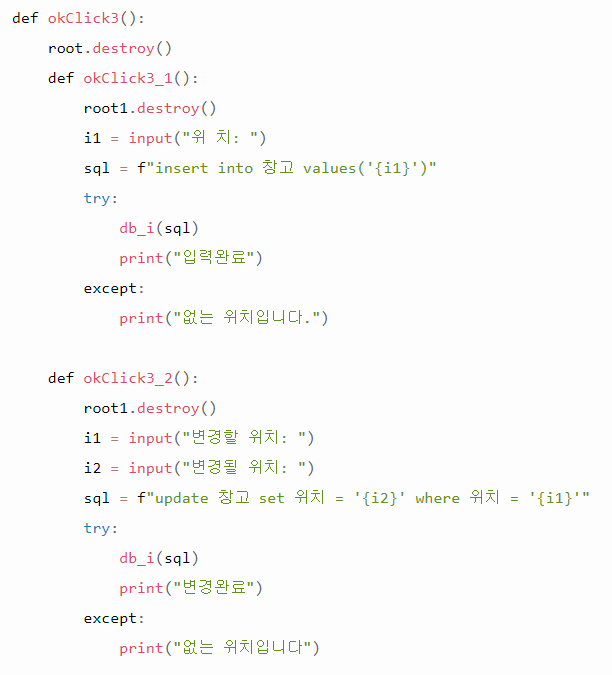 def okClick3():
    root.destroy()
    def okClick3_1():
        root1.destroy()
        i1 = input("위 치: ")
        sql = f"insert into 창고 values('{i1}')"
        try:
            db_i(sql)
            print("입력완료")
        except:
            print("없는 위치입니다.")
    def okClick3_2():
        root1.destroy()
        i1 = input("변경할 위치: ")
        i2 = input("변경될 위치: ")
        sql = f"update 창고 set 위치 = '{i2}' where 위치 = '{i1}'"
        try:
            db_i(sql)
            print("변경완료")
        except:
            print("없는 위치입니다")